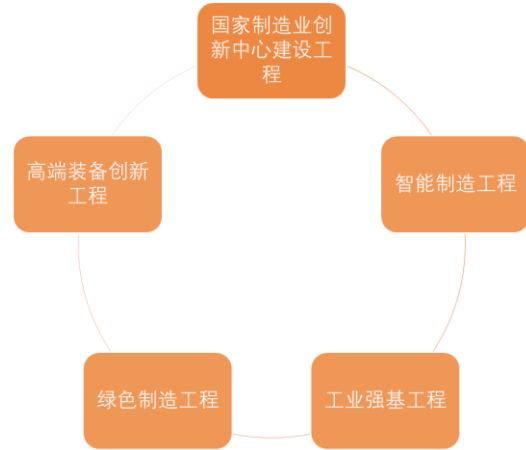 国家制造业创
新中心建设工
程
智能制造工程
工业强基工程
绿色制造工程
高端装备创新
工程